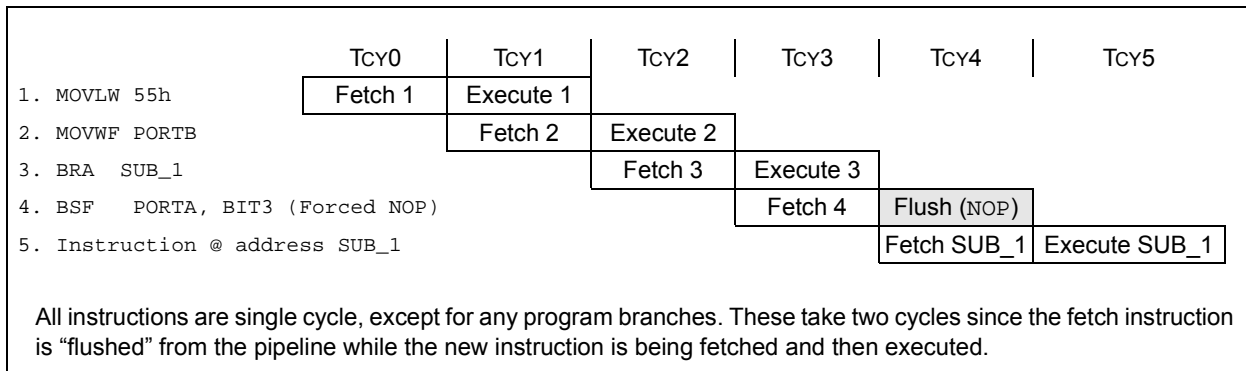 TCY0 TCY1 TCY2 TCY3 TCY4 TCY5
1. MOVLW 55h Fetch 1 Execute 1
2. MOVWF PORTB Fetch 2 Execute 2
3. BRA SUB_1 Fetch 3 Execute 3
4. BSF PORTA, BIT3 (Forced NOP) Fetch 4 Flush (NOP)
5. Instruction @ address SUB_1 Fetch SUB_1 Execute SUB_1
All instructions are single cycle, except for any program branches. These take two cycles since the fetch instruction
is “flushed” from the pipeline while the new instruction is being fetched and then executed.